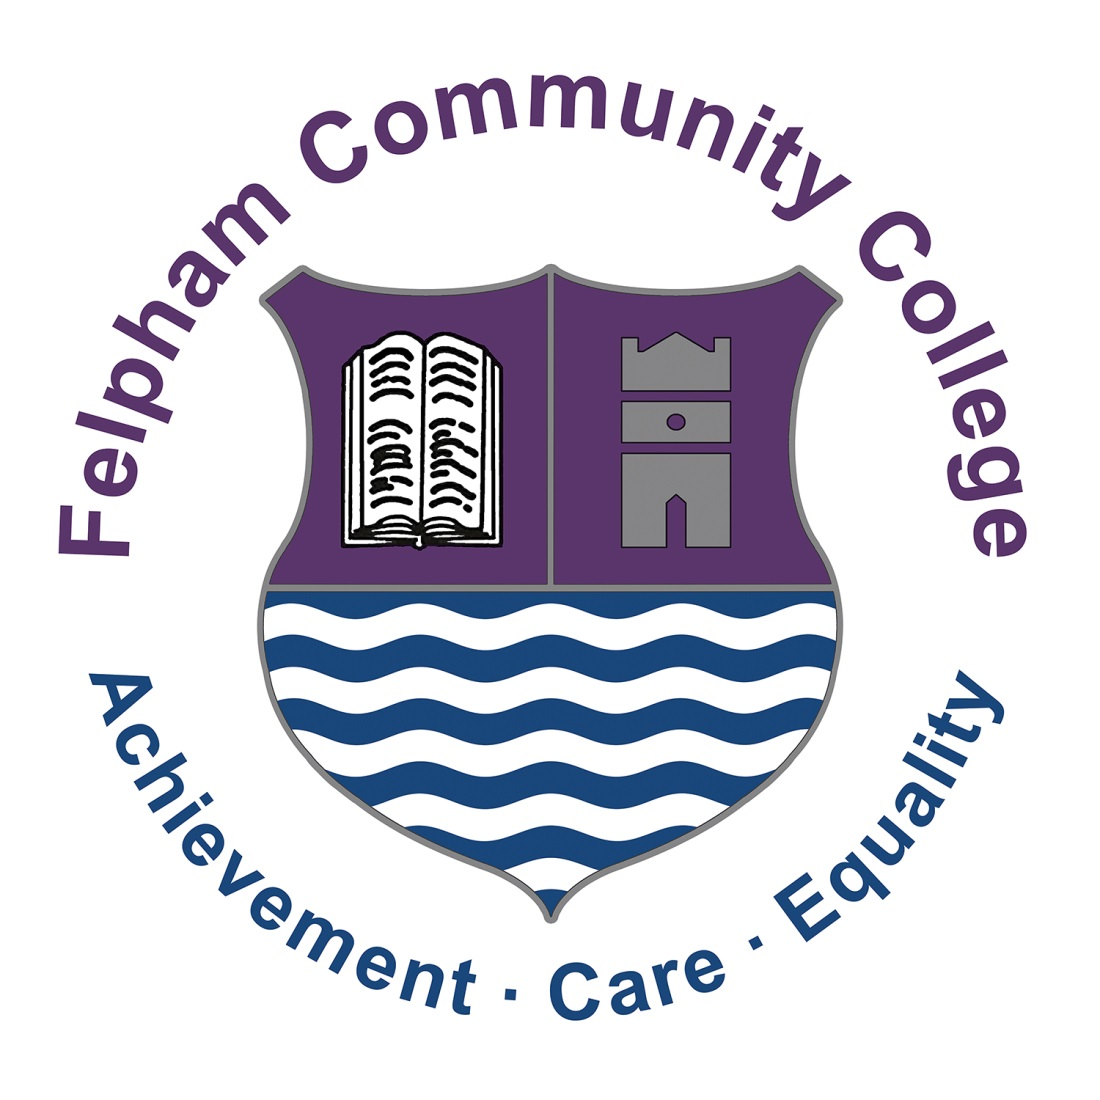 Felpham Community College
Achievement · Care · Equality